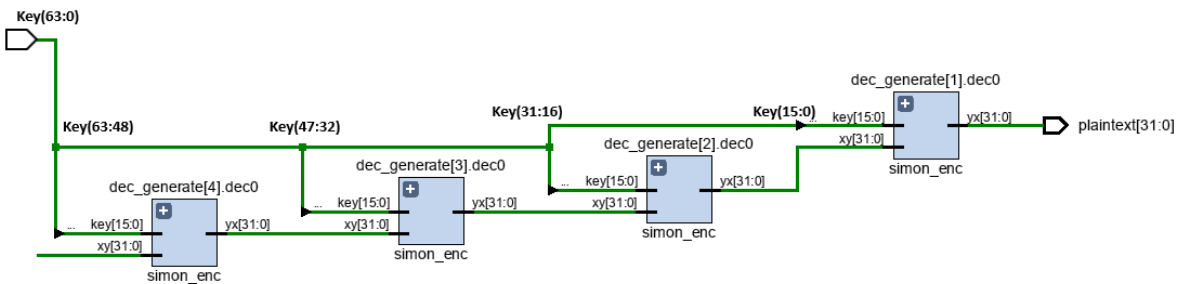 Key(63:0)
dec_generate[1].dec0
Key(31:16)
Key(15:0)
... key[15:0]
yx[31:0]
plaintext[31:0]
xy[31:0]
simon_enc
Key(63:48)
Key(47:32)
dec_generate[2].dec0
... key[15:0]
yx[31:0]
xy[31:0]
simon_enc
dec_generate[3].dec0
... key[15:0]
yx[31:0]
xy[31:0]
simon_enc
dec_generate[4].dec0
... key[15:0]
yx[31:0]
xy[31:0]
simon_enc